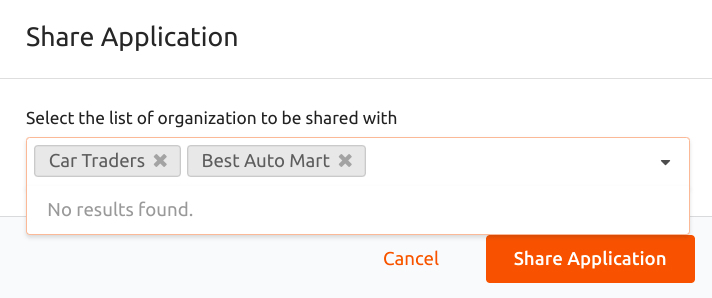 Share Application
Select the list of organization to be shared with
Car Traders ✖ Best Auto Mart ✖
No results found.
Cancel Share Application